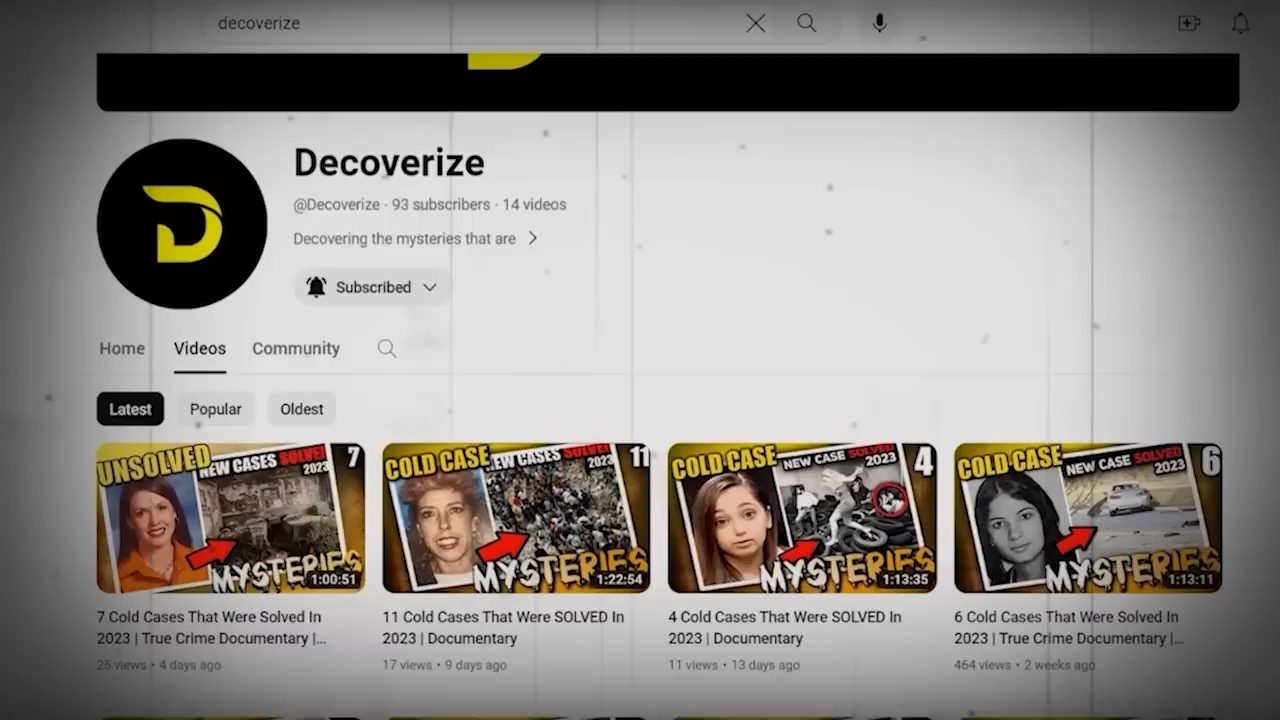 decoverize
Decoverize
@Decoverize · 93 subscribers · 14 videos
Decovering the mysteries that are
Subscribed
Home Videos Community
Latest Popular Oldest
UNSOLVED NEW CASES SOLVED 2023 7
MYSTERIES
1:00:51
COLD CASE NEW CASES SOLVED 2023 11
MYSTERIES
1:22:54
COLD CASE NEW CASE SOLVED 2023 4
MYSTERIES
1:13:35
COLD CASE NEW CASE SOLVED 2023 6
MYSTERIES
1:13:11
7 Cold Cases That Were Solved In
2023 | True Crime Documentary |...
25 views • 4 days ago
11 Cold Cases That Were SOLVED In
2023 | Documentary
17 views • 9 days ago
4 Cold Cases That Were SOLVED In
2023 | Documentary
11 views • 13 days ago
6 Cold Cases That Were Solved In
2023 | True Crime Documentary |...
464 views • 2 weeks ago